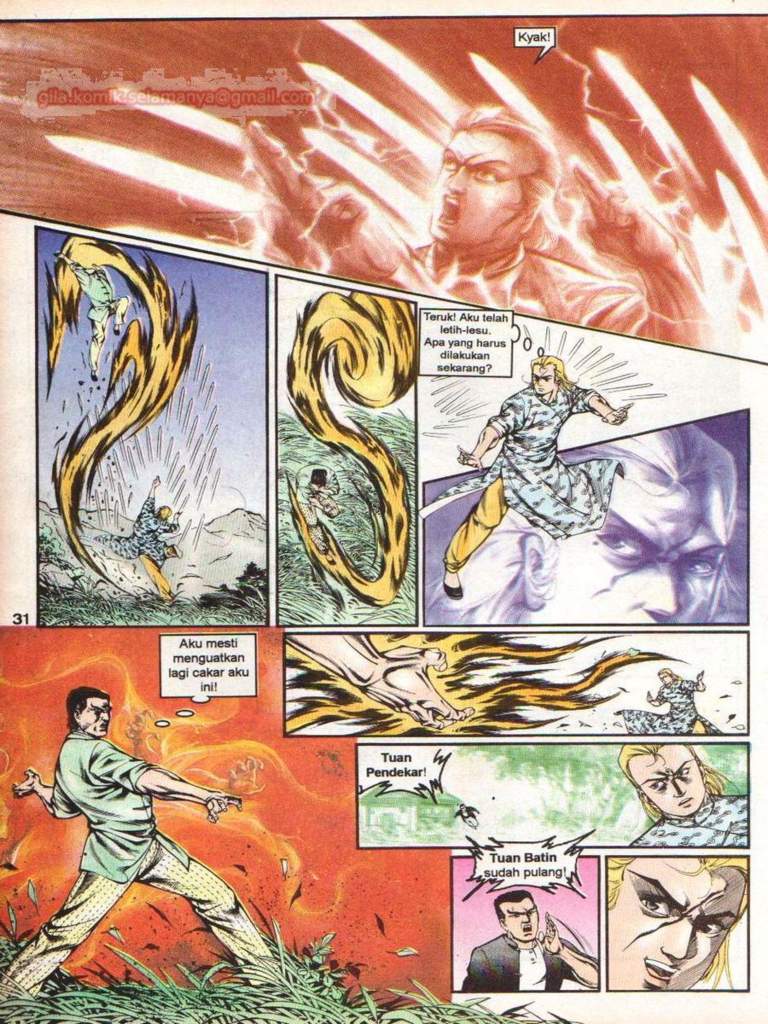 Kyak!
gila.komik.selamanya@gmail.com
Teruk! Aku telah
letih-lesu.
Apa yang harus
dilakukan
sekarang?
31
Aku mesti
menguatkan
lagi cakar aku
ini!
Tuan
Pendekar!
Tuan Batin
sudah pulang!